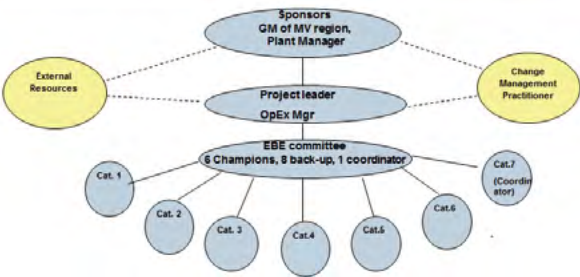 Sponsors
GM of MV region,
Plant Manager
External
Resources
Change
Management
Practitioner
Project leader
OpEx Mgr
EBE committee
6 Champions, 8 back-up, 1 coordinator
Cat. 1
Cat. 2
Cat. 3
Cat.4
Cat.5
Cat.6
Cat.7
(Coordin
ator)